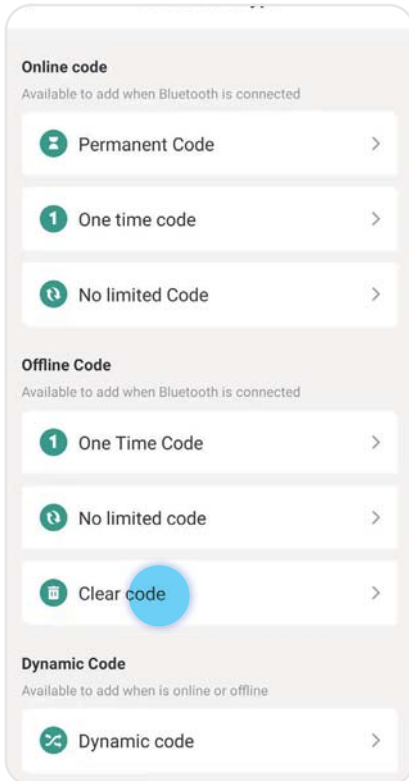 Online code
Available to add when Bluetooth is connected
Permanent Code
1 One time code
No limited Code
Offline Code
Available to add when Bluetooth is connected
1 One Time Code
No limited code
Clear code
Dynamic Code
Available to add when is online or offline
Dynamic code